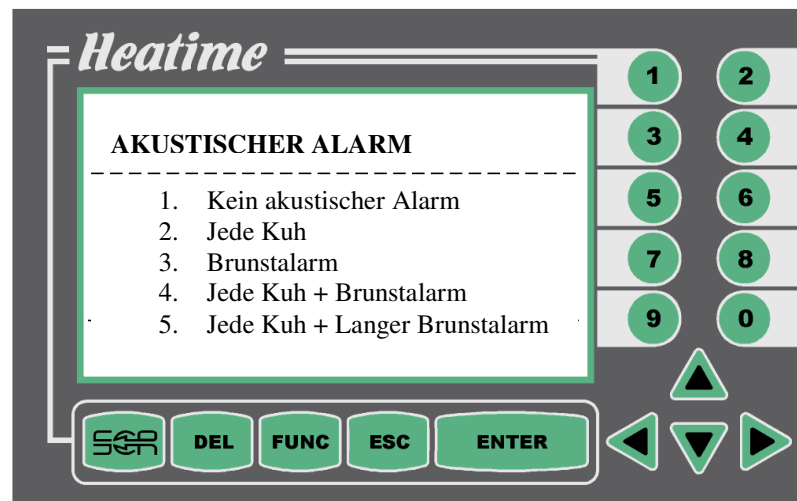 Heatime
AKUSTISCHER ALARM
1. Kein akustischer Alarm
2. Jede Kuh
3. Brunstalarm
4. Jede Kuh + Brunstalarm
5. Jede Kuh + Langer Brunstalarm
1 2
3 4
5 6
7 8
9 0
SCR DEL FUNC ESC ENTER